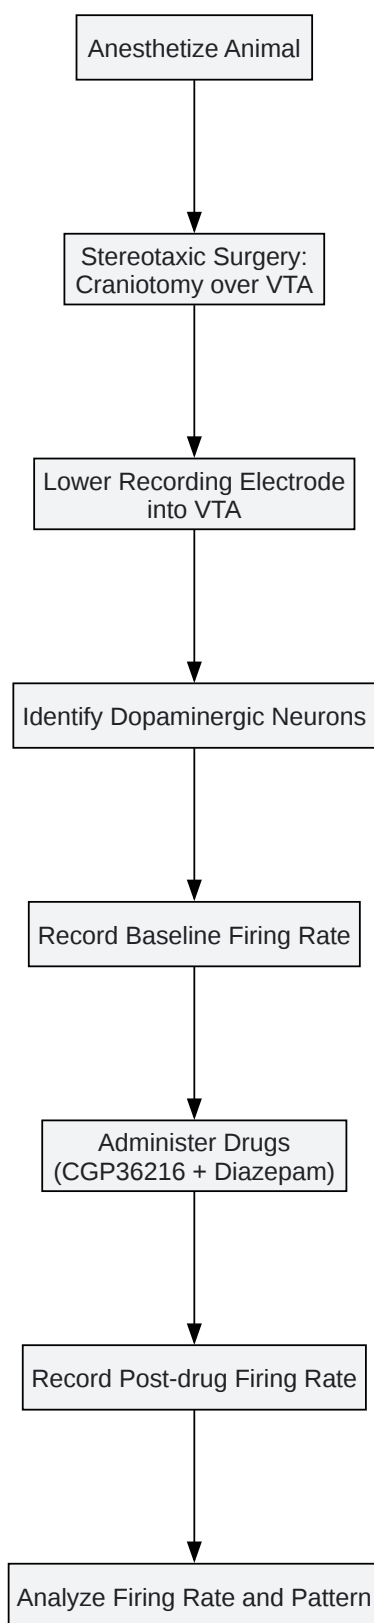 Anesthetize Animal
Stereotaxic Surgery:
Craniotomy over VTA
Lower Recording Electrode
into VTA
Identify Dopaminergic Neurons
Record Baseline Firing Rate
Administer Drugs
(CGP36216 + Diazepam)
Record Post-drug Firing Rate
Analyze Firing Rate and Pattern